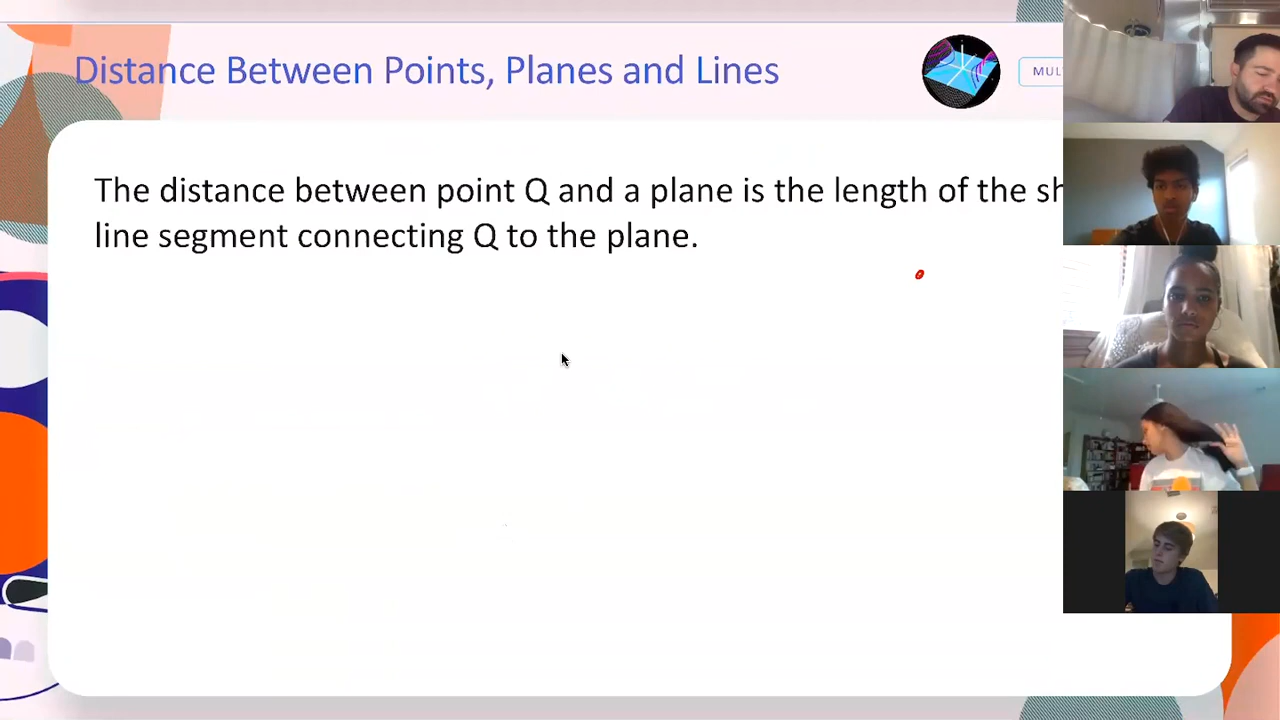 Distance Between Points, Planes and Lines
MUL
The distance between point Q and a plane is the length of the sh
line segment connecting Q to the plane.